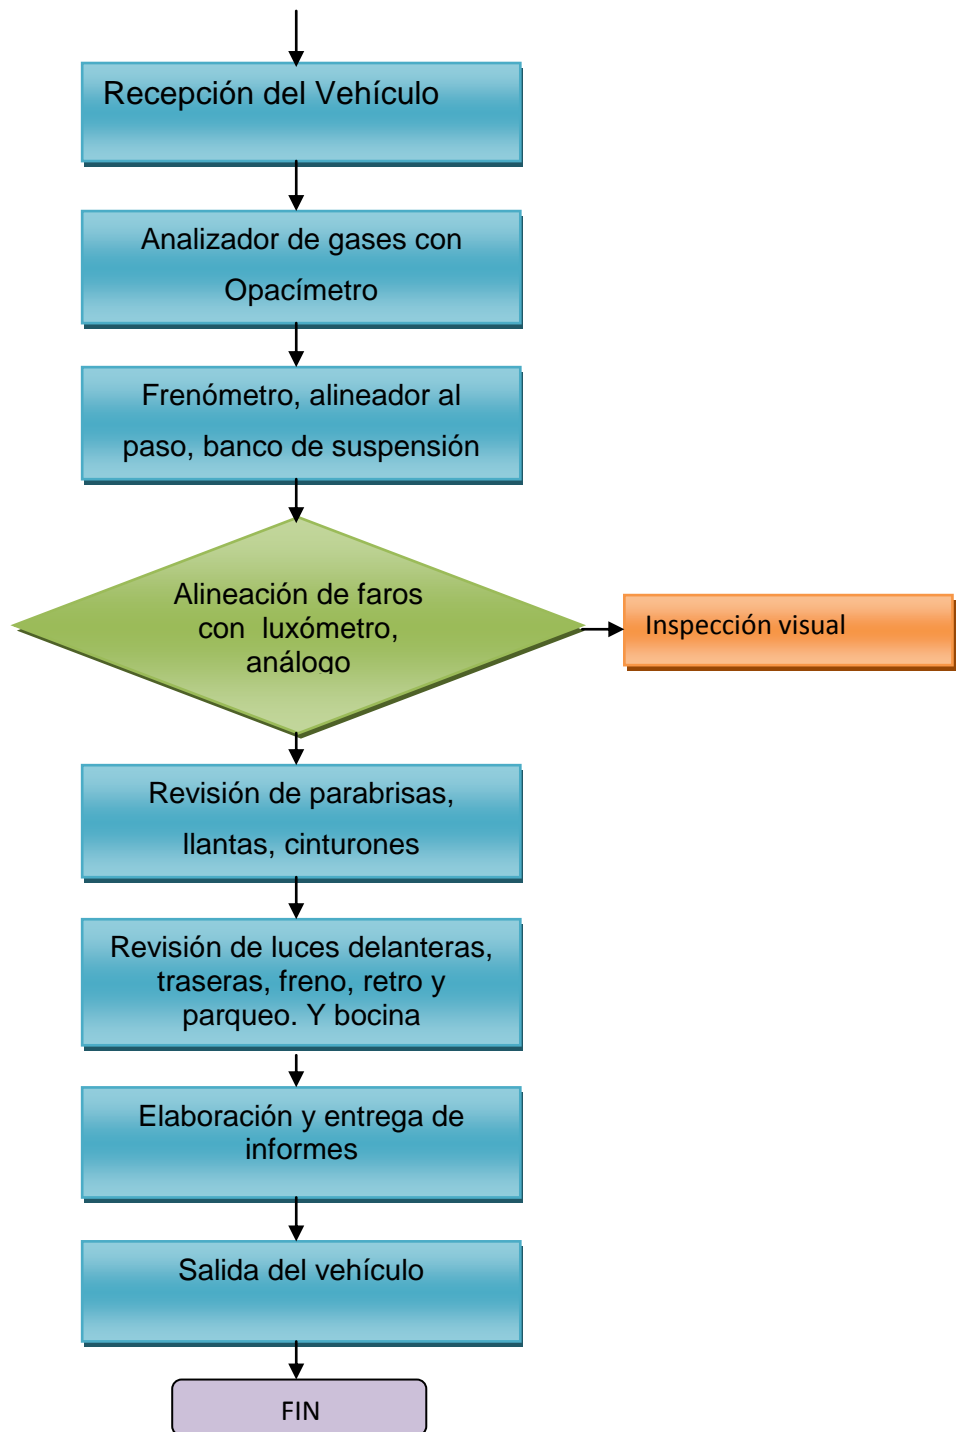 Recepción del Vehículo
Analizador de gases con
Opacímetro
Frenómetro, alineador al
paso, banco de suspensión
Alineación de faros
con luxómetro,
análogo
Inspección visual
Revisión de parabrisas,
llantas, cinturones
Revisión de luces delanteras,
traseras, freno, retro y
parqueo. Y bocina
Elaboración y entrega de
informes
Salida del vehículo
FIN